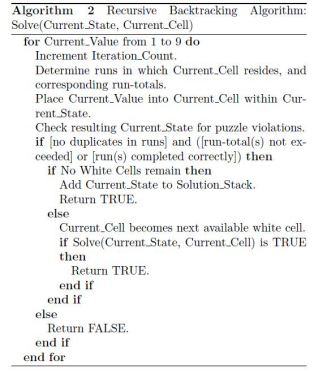 Algorithm 2 Recursive Backtracking Algorithm:
Solve(Current_State, Current_Cell)
for Current_Value from 1 to 9 do
Increment Iteration_Count.
Determine runs in which Current_Cell resides, and
corresponding run-totals.
Place Current_Value into Current_Cell within Cur-
rent_State.
Check resulting Current_State for puzzle violations.
if [no duplicates in runs] and ([run-total(s) not ex-
ceeded] or [run(s) completed correctly]) then
if No White Cells remain then
Add Current_State to Solution_Stack.
Return TRUE.
else
Current_Cell becomes next available white cell.
if Solve(Current_State, Current_Cell) is TRUE
then
Return TRUE.
end if
end if
else
Return FALSE.
end if
end for